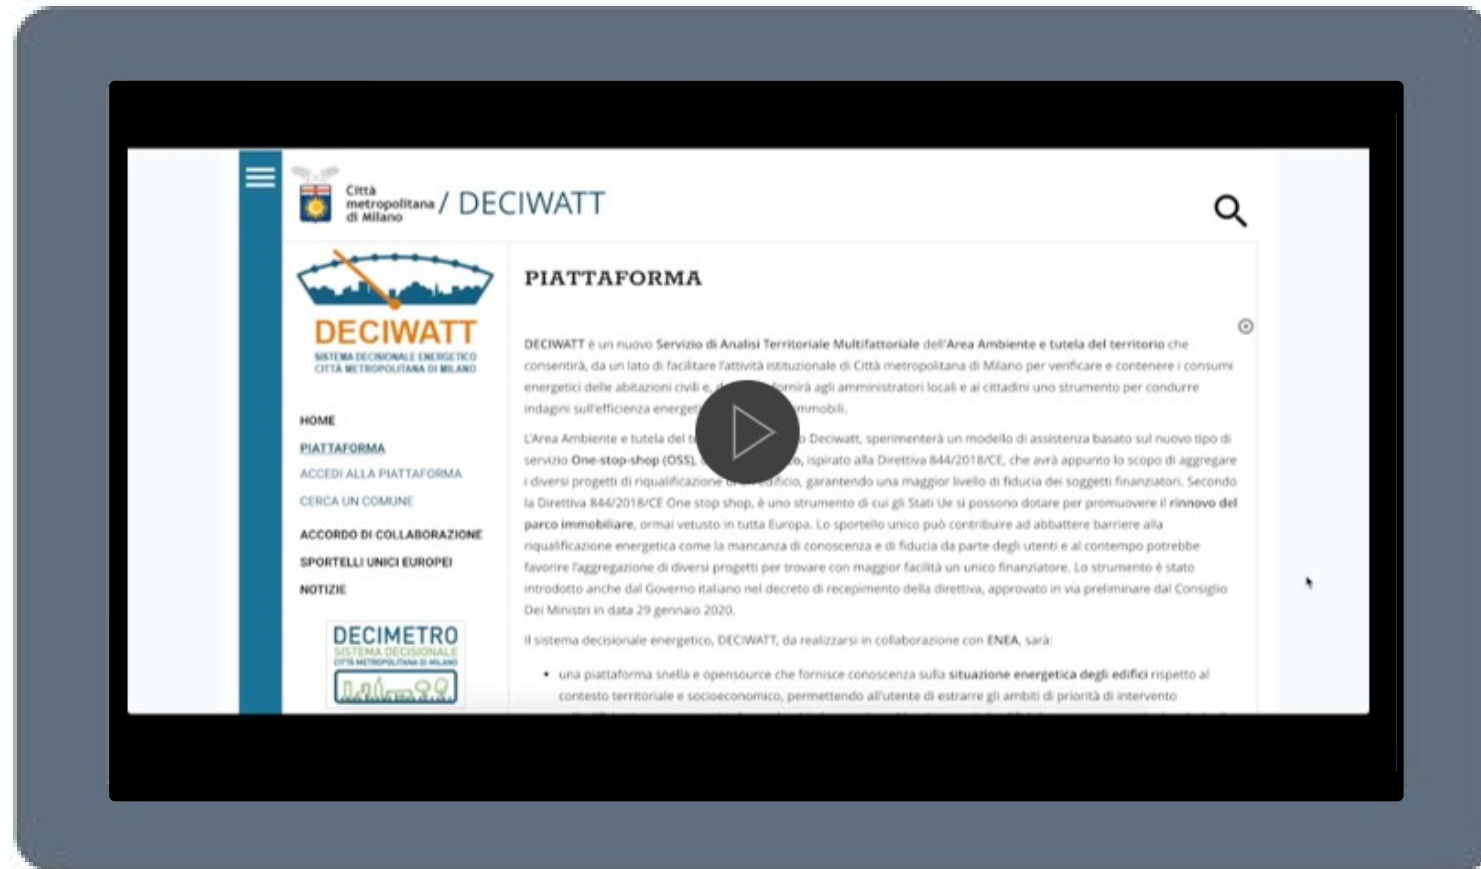 Città
metropolitana
di Milano
/ DECIWATT
DECIWATT
SISTEMA DECISIONALE ENERGETICO
CITTÀ METROPOLITANA DI MILANO
HOME
PIATTAFORMA
ACCEDI ALLA PIATTAFORMA
CERCA UN COMUNE
ACCORDO DI COLLABORAZIONE
SPORTELLI UNICI EUROPEI
NOTIZIE
DECIMETRO
SISTEMA DECISIONALE
CITTÀ METROPOLITANA DI MILANO
PIATTAFORMA
DECIWATT è un nuovo Servizio di Analisi Territoriale Multifattoriale dell'Area Ambiente e tutela del territorio che
consentirà, da un lato di facilitare l'attività istituzionale di Città metropolitana di Milano per verificare e contenere i consumi
energetici delle abitazioni civili e, fornirà agli amministratori locali e ai cittadini uno strumento per condurre
indagini sull'efficienza immobili.
L'Area Ambiente e tutela del Deciwatt, sperimenterà un modello di assistenza basato sul nuovo tipo di
servizio One-stop-shop (OSS), ispirato alla Direttiva 844/2018/CE, che avrà appunto lo scopo di aggregare
i diversi progetti di riqualificazione edificio, garantendo una maggior livello di fiducia dei soggetti finanziatori. Secondo
la Direttiva 844/2018/CE One stop shop, è uno strumento di cui gli Stati Ue si possono dotare per promuovere il rinnovo del
parco immobiliare, ormai vetusto in tutta Europa. Lo sportello unico può contribuire ad abbattere barriere alla
riqualificazione energetica come la mancanza di conoscenza e di fiducia da parte degli utenti e al contempo potrebbe
favorire l'aggregazione di diversi progetti per trovare con maggior facilità un unico finanziatore. Lo strumento è stato
introdotto anche dal Governo italiano nel decreto di recepimento della direttiva, approvato in via preliminare dal Consiglio
Dei Ministri in data 29 gennaio 2020.
Il sistema decisionale energetico, DECIWATT, da realizzarsi in collaborazione con ENEA, sarà:
• una piattaforma snella e opensource che fornisce conoscenza sulla situazione energetica degli edifici rispetto al
contesto territoriale e socioeconomico, permettendo all'utente di estrarre gli ambiti di priorità di intervento